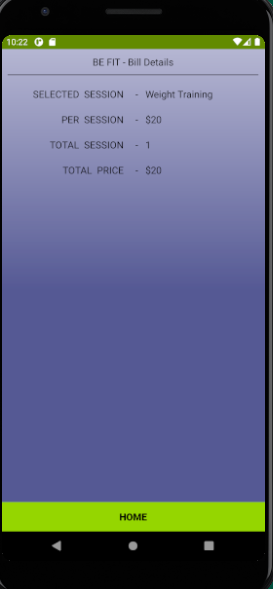 10:22
BE FIT - Bill Details
SELECTED SESSION - Weight Training
PER SESSION - $20
TOTAL SESSION - 1
TOTAL PRICE - $20
HOME